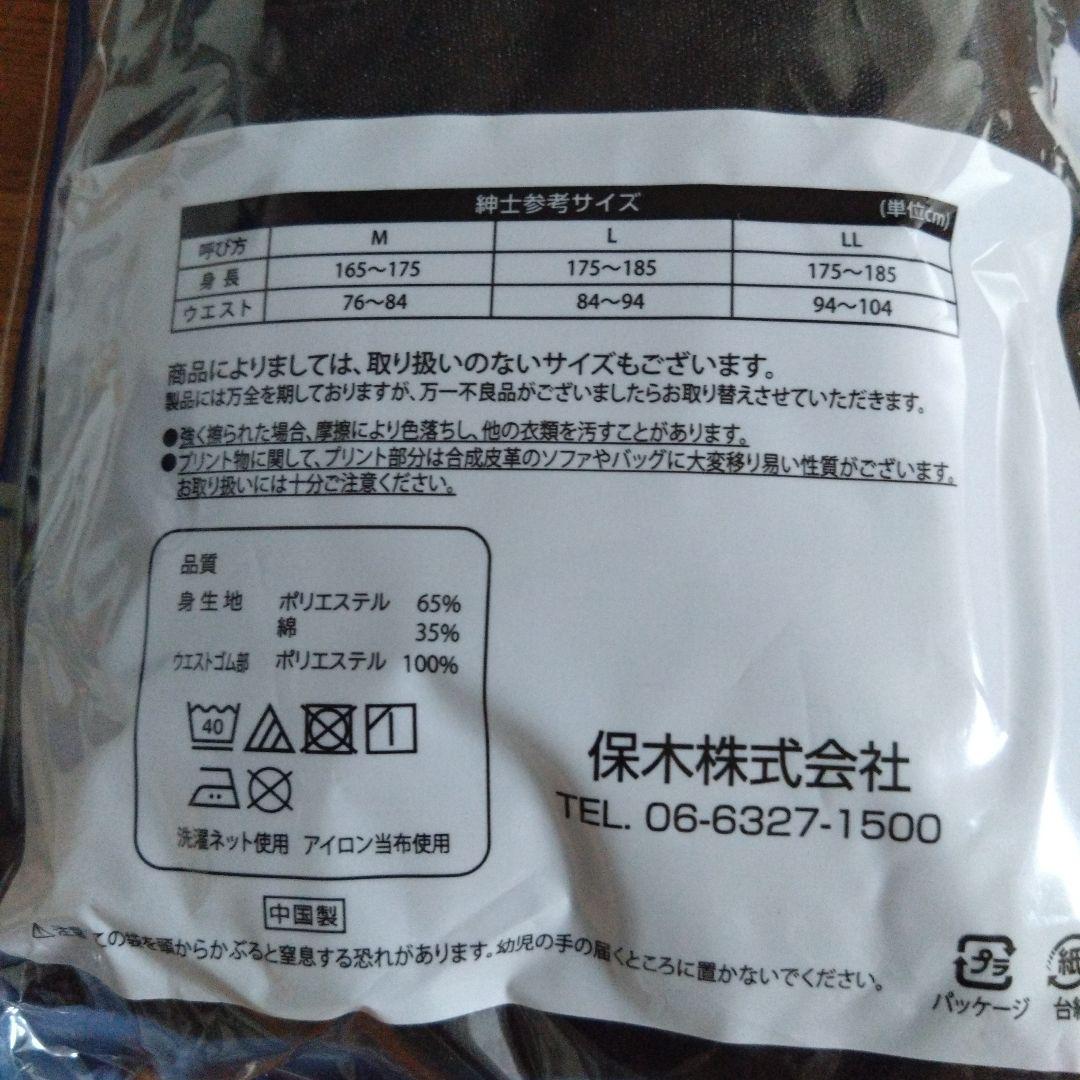 紳士参考サイズ (単位cm)
呼び方 M L LL
身長 165～175 175～185 175～185
ウエスト 76～84 84～94 94～104
商品によりましては、取り扱いのないサイズもございます。
製品には万全を期しておりますが、万一不良品がございましたらお取り替えさせていただきます。
●強く擦られた場合、摩擦により色落ちし、他の衣類を汚すことがあります。
●プリント物に関して、プリント部分は合成皮革のソファやバッグに大変移り易い性質がございます。
お取り扱いには十分ご注意ください。
品質
身生地 ポリエステル 65%
綿 35%
ウエストゴム部 ポリエステル 100%
40
洗濯ネット使用 アイロン当布使用
中国製
保木株式会社
TEL. 06-6327-1500
の袋を頭からかぶると窒息する恐れがあります。幼児の手の届くところに置かないでください。
プラ
パッケージ
紙
台